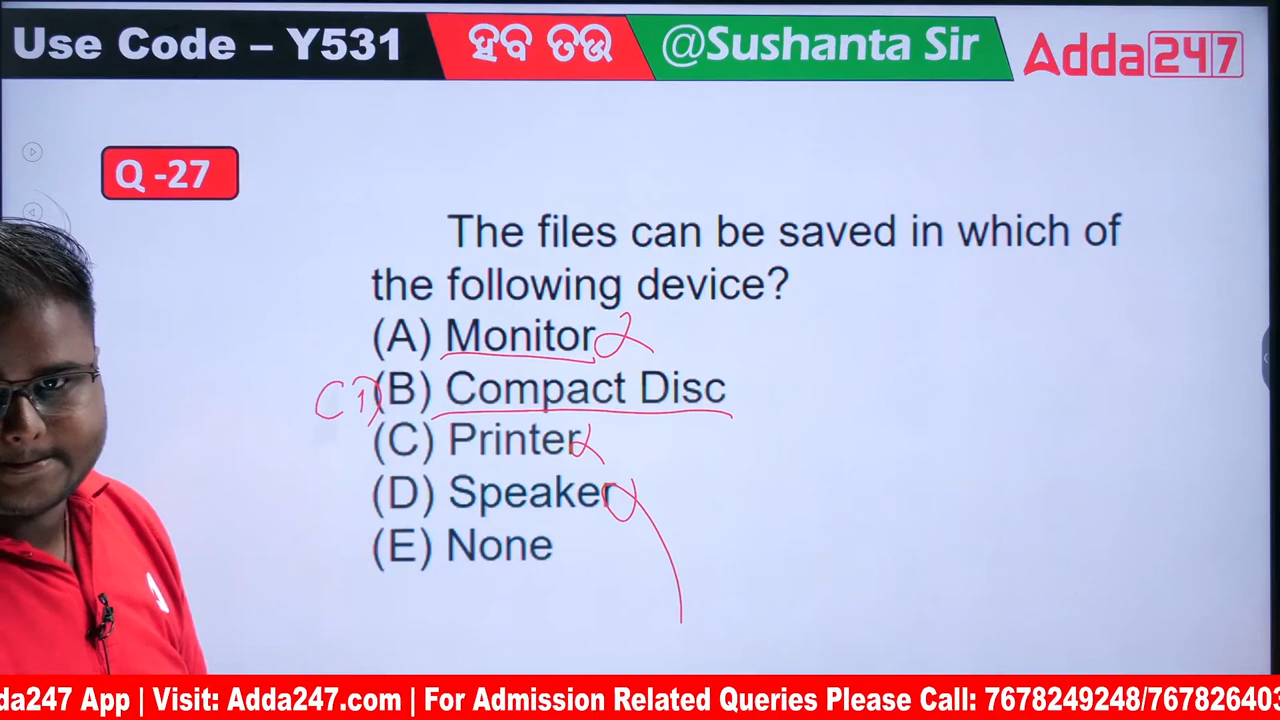 Use Code – Y531
ହବ ତଉ
@Sushanta Sir
Adda247
Q -27
The files can be saved in which of
the following device?
(A) Monitor
(B) Compact Disc
(C) Printer
(D) Speaker
(E) None
da247 App | Visit: Adda247.com | For Admission Related Queries Please Call: 7678249248/767826403